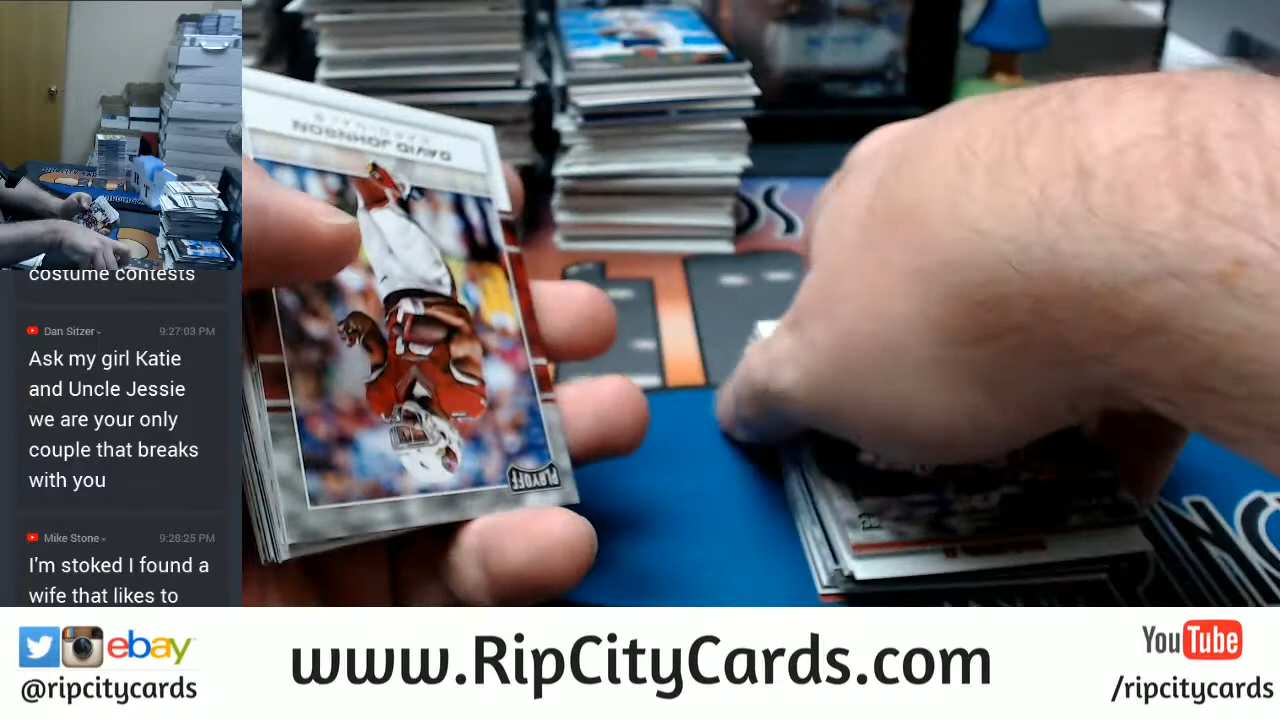 costume contests
Dan Sitzer
9:27:03 PM
Ask my girl Katie
and Uncle Jessie
we are your only
couple that breaks
with you
Mike Stone
9:28:25 PM
I'm stoked I found a
wife that likes to
DAVID JOHNSON
CARDINALS
PLAYOFF
ebay
@ripcitycards
www.RipCityCards.com
YouTube
/ripcitycards